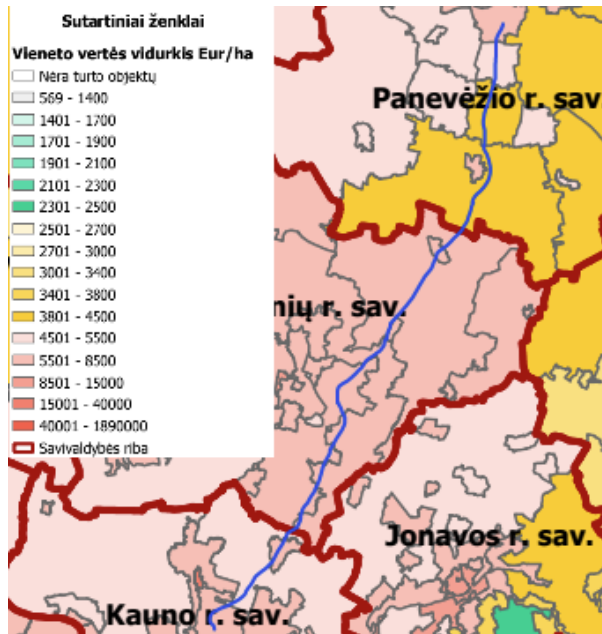 Sutartiniai ženklai
Vieneto vertės vidurkis Eur/ha
Nėra turto objektų
569 - 1400
1401 - 1700
1701 - 1900
1901 - 2100
2101 - 2300
2301 - 2500
2501 - 2700
2701 - 3000
3001 - 3400
3401 - 3800
3801 - 4500
4501 - 5500
5501 - 8500
8501 - 15000
15001 - 40000
40001 - 1890000
Savivaldybės riba
Panevėžio r. sav
nių r. sav.
Jonavos r. sav.
Kauno r. sav.